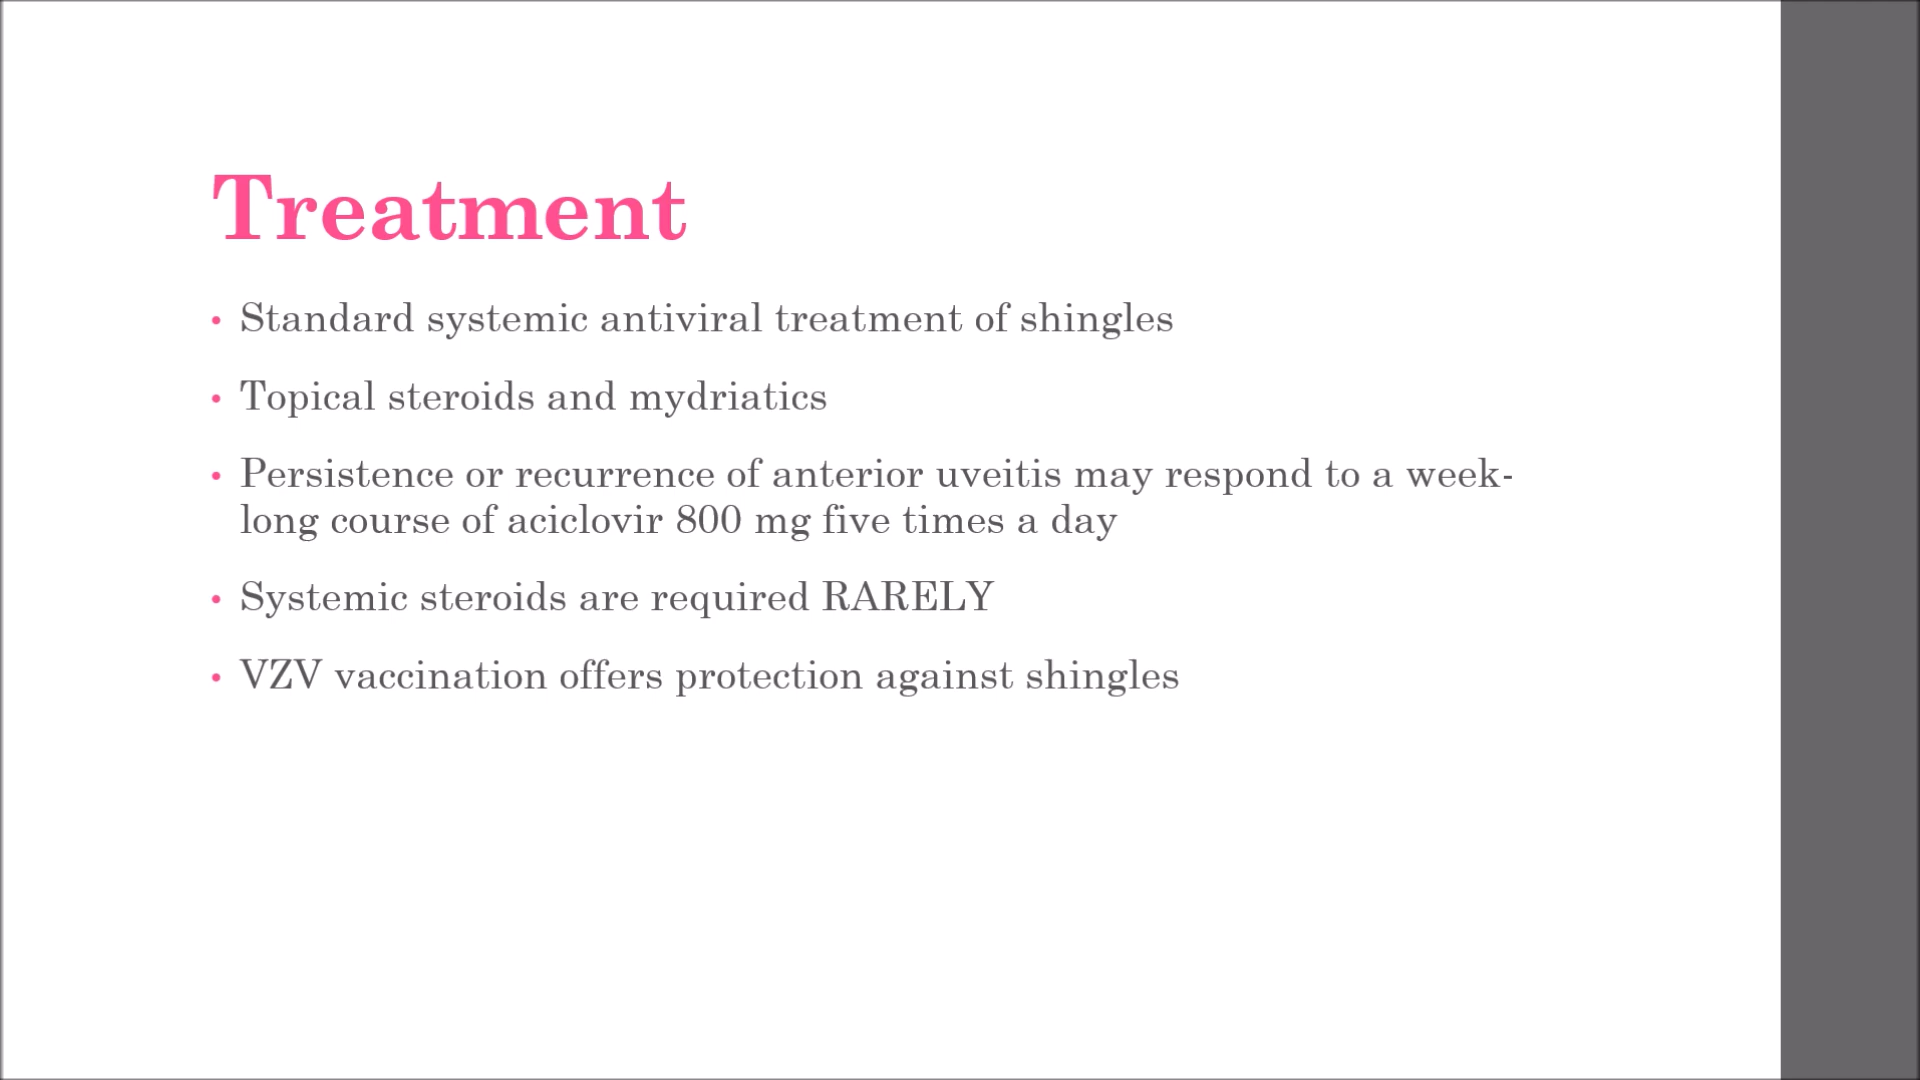 Treatment
• Standard systemic antiviral treatment of shingles
• Topical steroids and mydriatics
• Persistence or recurrence of anterior uveitis may respond to a week-
long course of aciclovir 800 mg five times a day
• Systemic steroids are required RARELY
• VZV vaccination offers protection against shingles